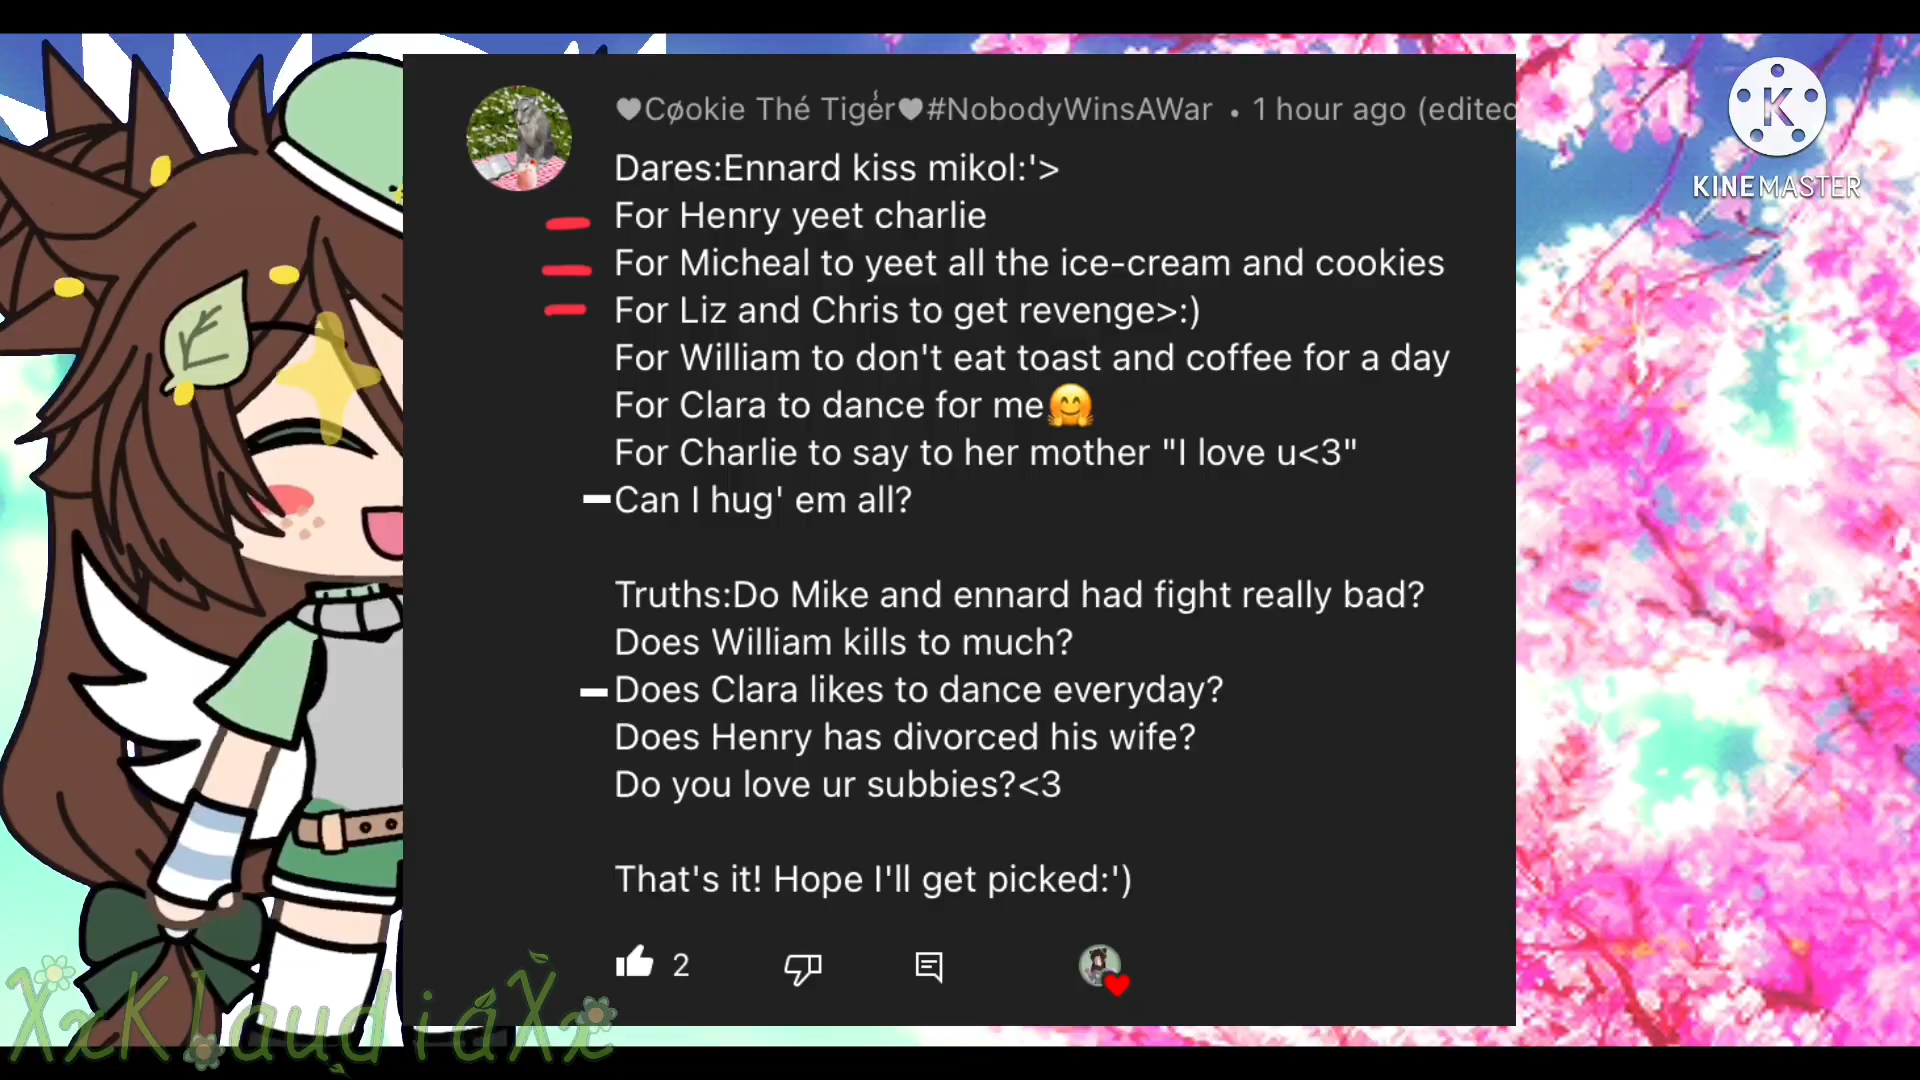 ♥Cøokie Thé Tigėr♥#NobodyWinsAWar • 1 hour ago (edited
Dares:Ennard kiss mikol:'>
For Henry yeet charlie
For Micheal to yeet all the ice-cream and cookies
For Liz and Chris to get revenge>:)
For William to don't eat toast and coffee for a day
For Clara to dance for me🤗
For Charlie to say to her mother "I love u<3"
Can I hug' em all?
Truths:Do Mike and ennard had fight really bad?
Does William kills to much?
Does Clara likes to dance everyday?
Does Henry has divorced his wife?
Do you love ur subbies?<3
That's it! Hope I'll get picked:')
2
K
KINEMASTER
XxKlaudiaXx